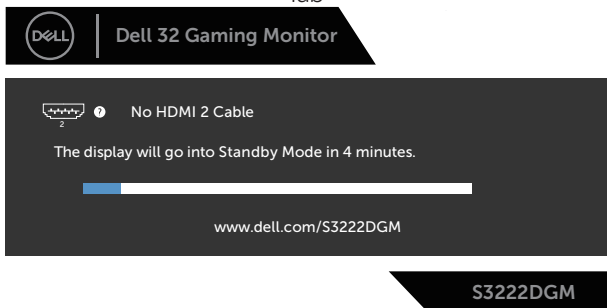 DELL
Dell 32 Gaming Monitor
2
? No HDMI 2 Cable
The display will go into Standby Mode in 4 minutes.
www.dell.com/S3222DGM
S3222DGM